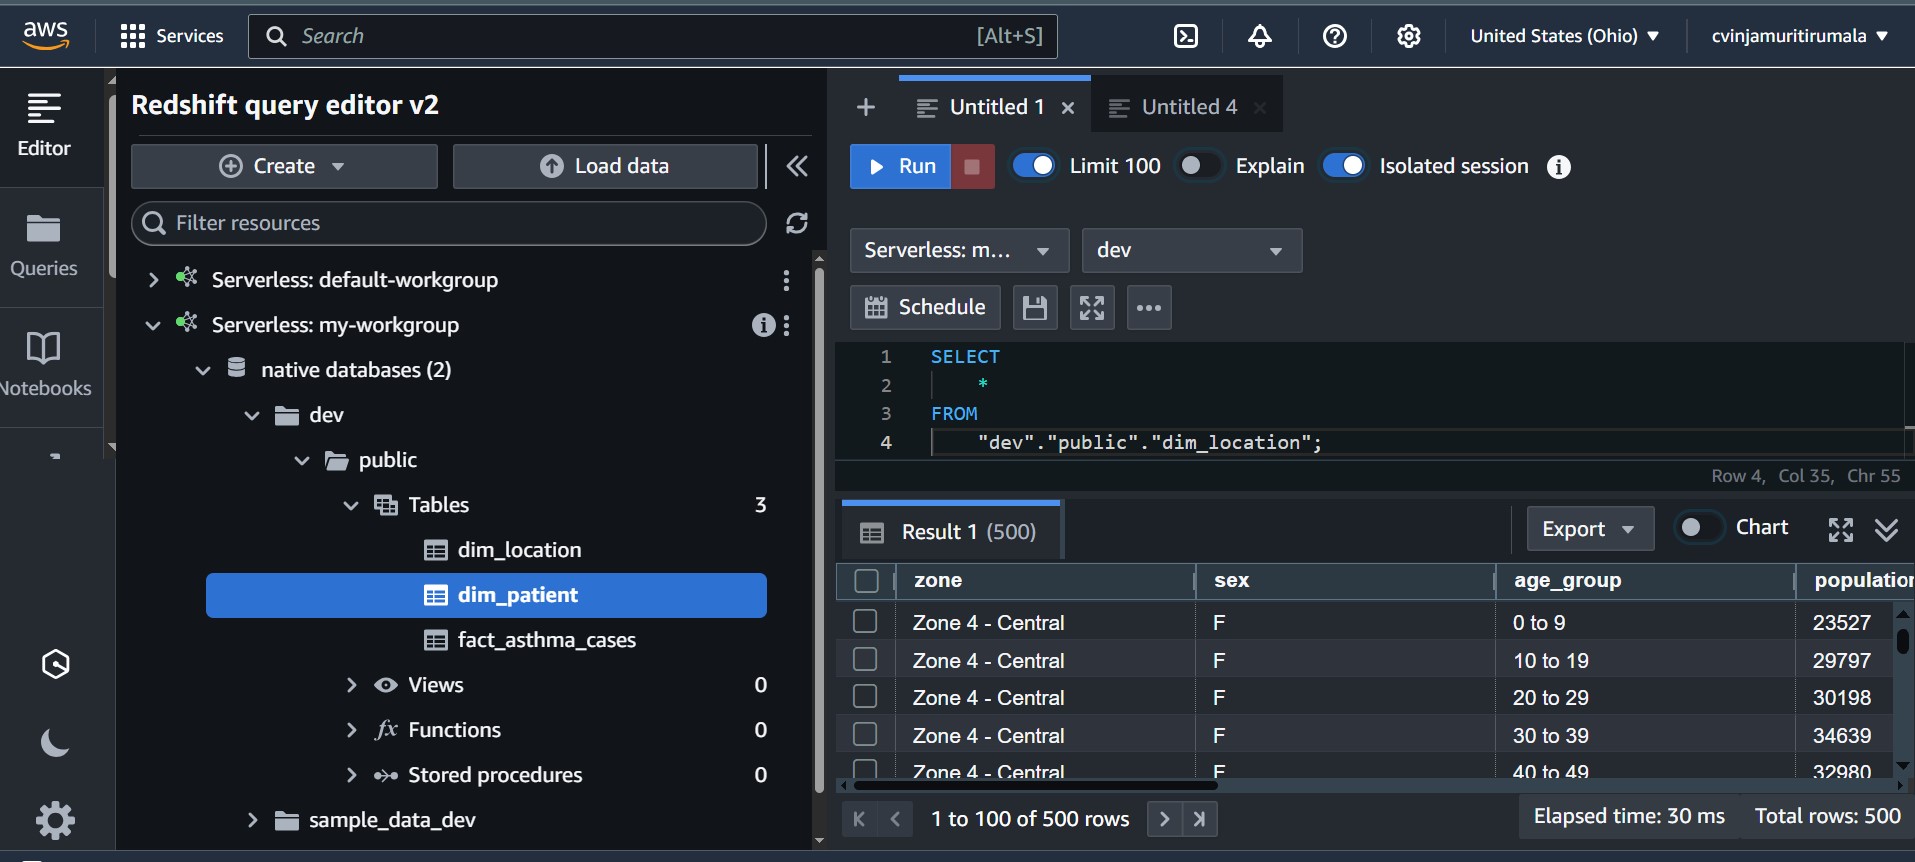 aws
Services
Search
[Alt+S]
United States (Ohio)
cvinjamuritirumala
Editor
Queries
Notebooks
Redshift query editor v2
Create
Load data
Filter resources
Serverless: default-workgroup
Serverless: my-workgroup
native databases (2)
dev
public
Tables 3
dim_location
dim_patient
fact_asthma_cases
Views 0
fx Functions 0
Stored procedures 0
sample_data_dev
Untitled 1
Untitled 4
Run
Limit 100
Explain
Isolated session
Serverless: m...
dev
Schedule
1 SELECT
2 *
3 FROM
4 "dev"."public"."dim_location";
Row 4, Col 35, Chr 55
Result 1 (500)
Export
Chart
zone sex age_group population
Zone 4 - Central F 0 to 9 23527
Zone 4 - Central F 10 to 19 29797
Zone 4 - Central F 20 to 29 30198
Zone 4 - Central F 30 to 39 34639
Zone 4 - Central F 40 to 49 32980
1 to 100 of 500 rows
Elapsed time: 30 ms
Total rows: 500